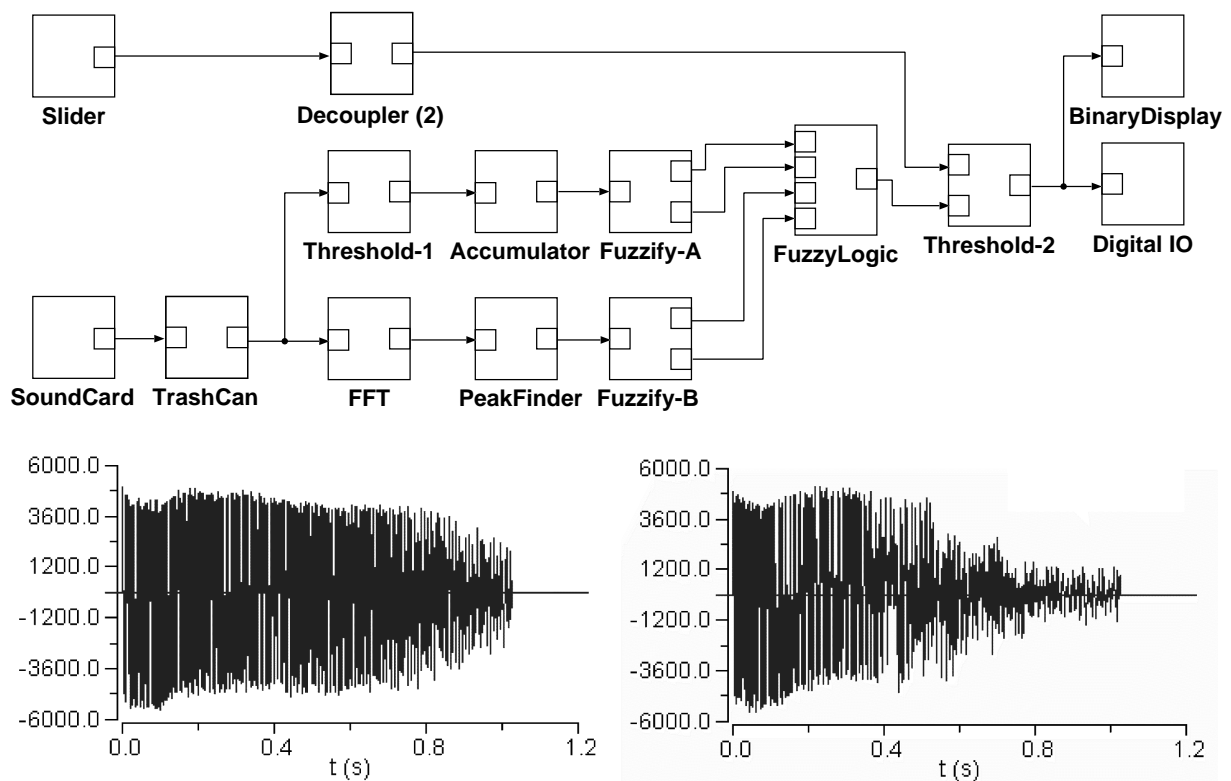 Slider
Decoupler (2)
BinaryDisplay
Threshold-1 Accumulator Fuzzify-A
FuzzyLogic
Threshold-2
Digital IO
SoundCard TrashCan FFT PeakFinder Fuzzify-B
6000.0
3600.0
1200.0
-1200.0
-3600.0
-6000.0
0.0 0.4 0.8 1.2
t (s)
6000.0
3600.0
1200.0
-1200.0
-3600.0
-6000.0
0.0 0.4 0.8 1.2
t (s)